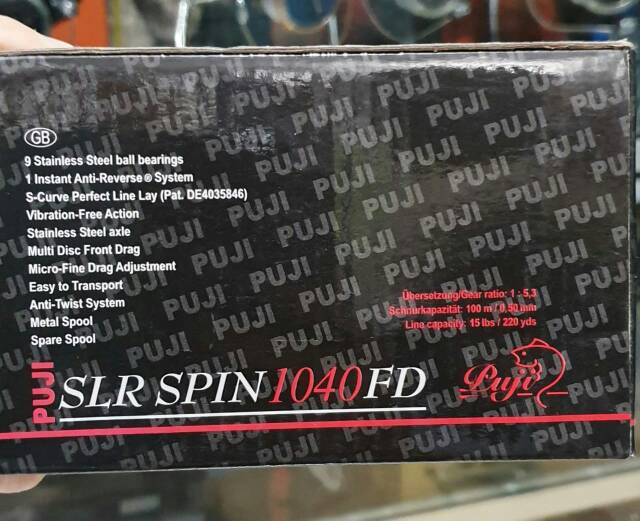 GB
9 Stainless Steel ball bearings
1 Instant Anti-Reverse ® System
S-Curve Perfect Line Lay (Pat. DE4035846)
Vibration-Free Action
Stainless Steel axle
Multi Disc Front Drag
Micro-Fine Drag Adjustment
Easy to Transport
Anti-Twist System
Metal Spool
Spare Spool
Übersetzung/Gear ratio: 1 : 5,3
Schnurkapazität: 100 m / 0,50 mm
Line capacity: 15 lbs / 220 yds
PUJI SLR SPIN 1040 FD
Puji